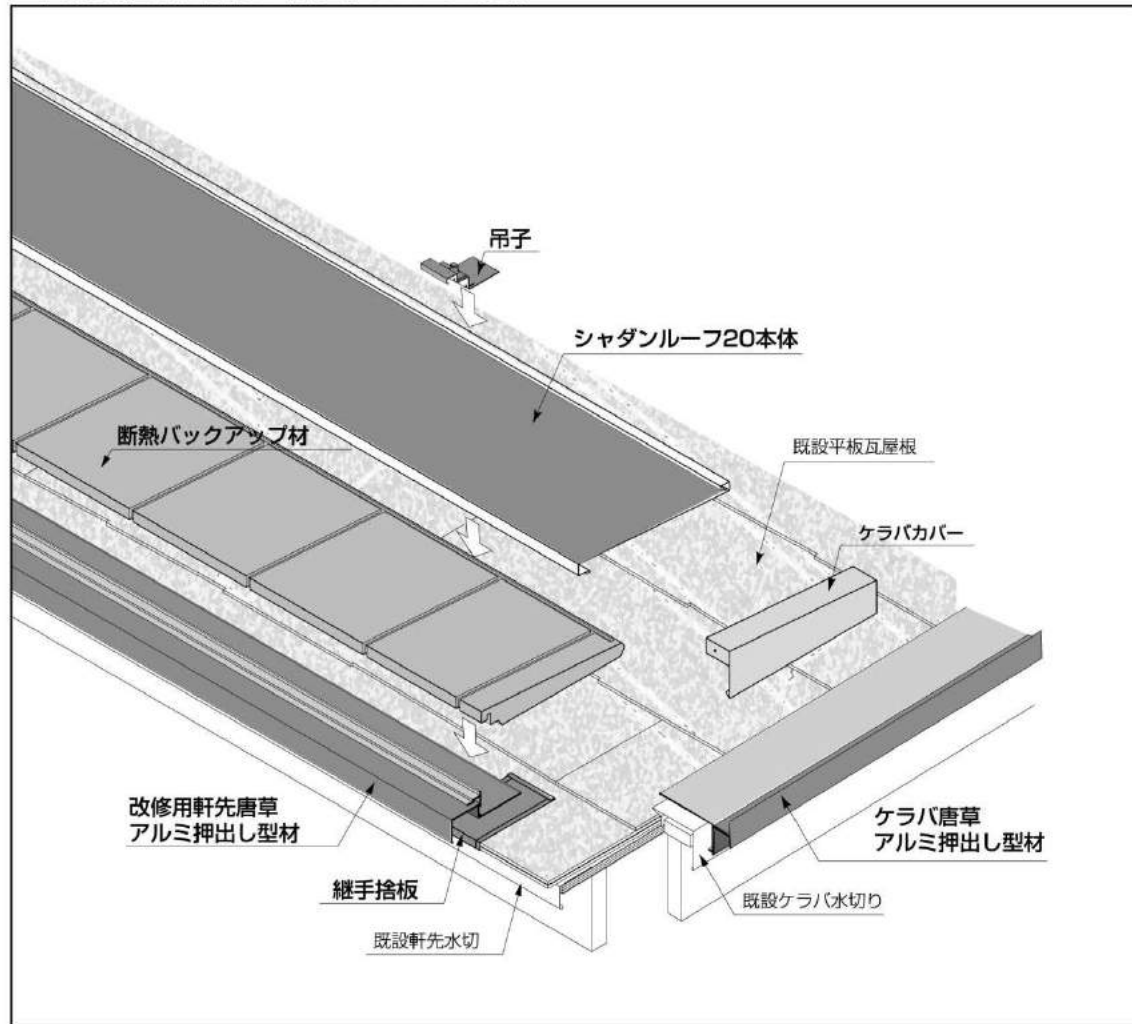 吊子
シャダンルーフ20本体
断熱バックアップ材
既設平板瓦屋根
ケラバカバー
改修用軒先唐草
アルミ押出し型材
ケラバ唐草
アルミ押出し型材
継手捨板
既設ケラバ水切り
既設軒先水切